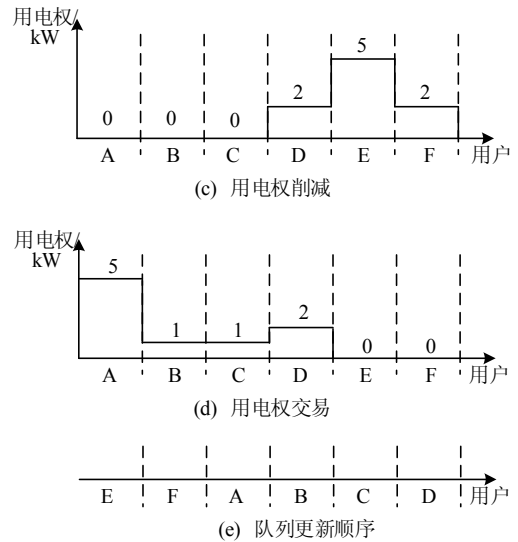 用电权/
kW
0 0 0 2 5 2
A B C D E F 用户
(c) 用电权削减
用电权/
kW
5 1 1 2 0 0
A B C D E F 用户
(d) 用电权交易
E F A B C D 用户
(e) 队列更新顺序